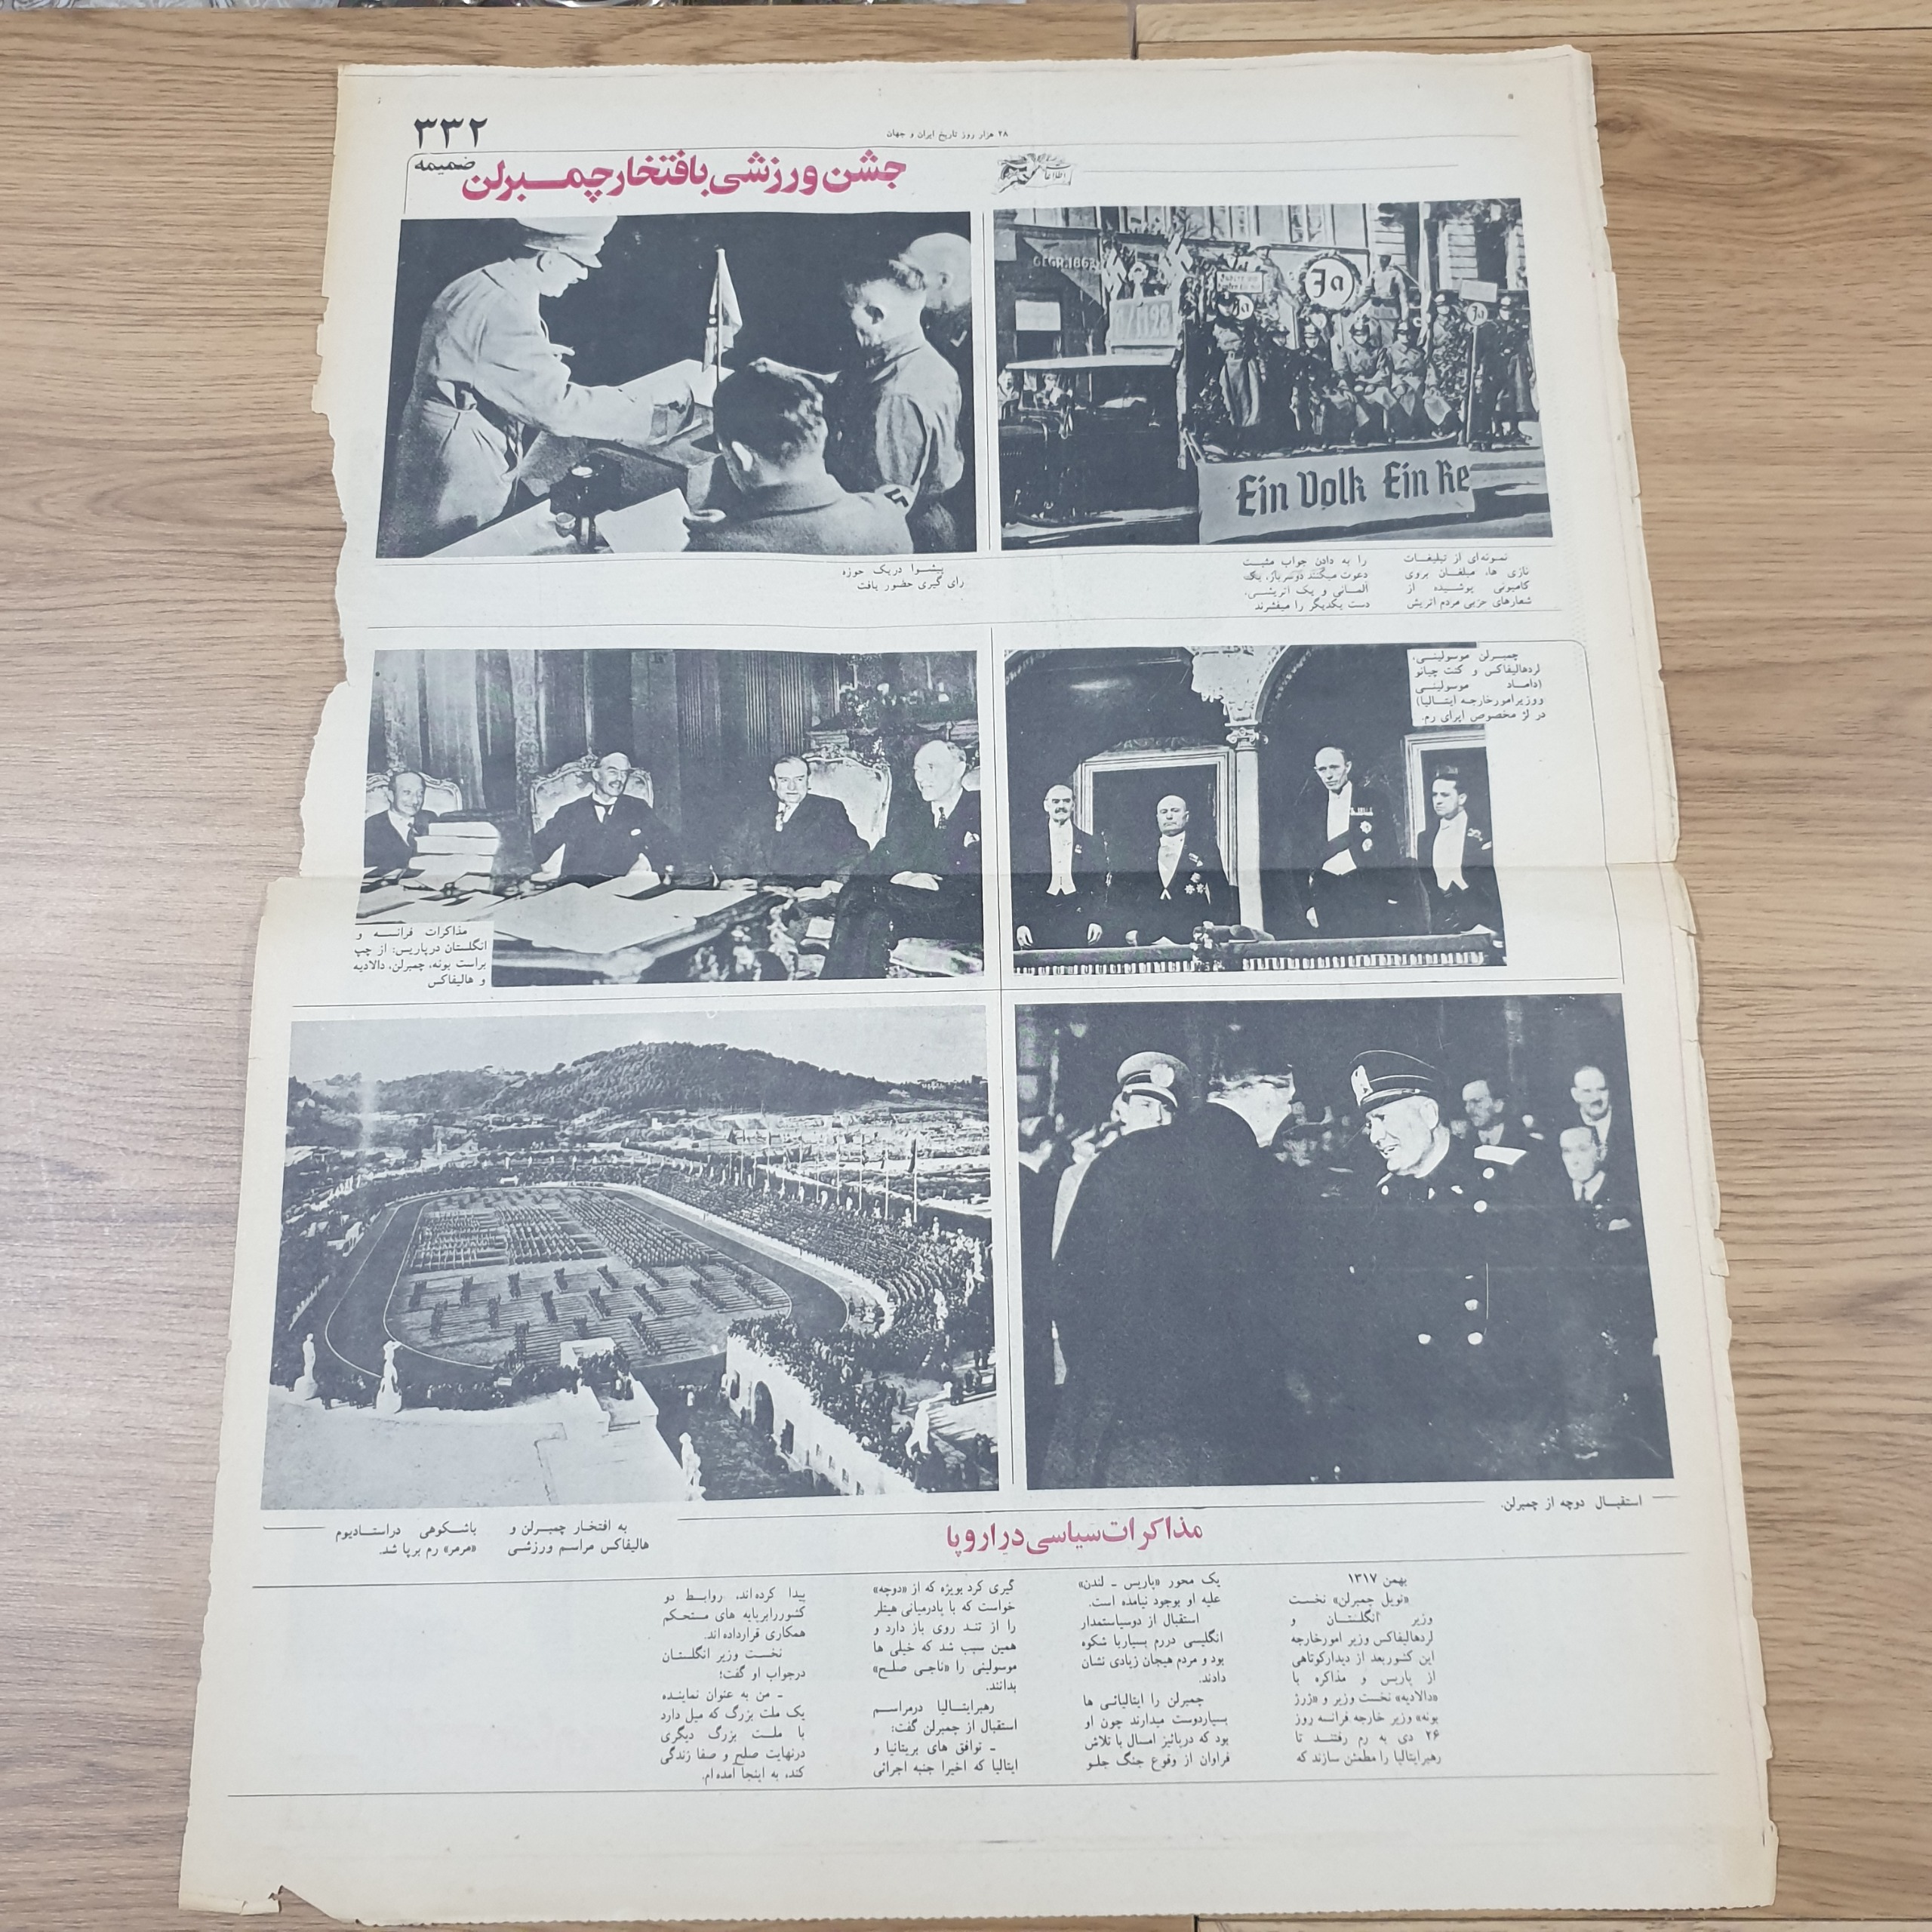 ۲۸ هزار روز تاریخ ایران و جهان
۳۳۲
ضمیمه
اطلاعات
جشن ورزشی بافتخار چمبرلن
GEGR.186
Ja
Ja
Ja
Ein Volk Ein Re
نمونه‌ای از تبلیغات
نازی ها، مبلغان بروی
کامیونی پوشیده از
شعارهای حزبی مردم اتریش
را به دادن جواب مثبت
دعوت میکنند دوسرباز، یک
آلمانی و یک اتریشی،
دست یکدیگر را میفشرند
پیشوا دریک حوزه
رای گیری حضور یافت
چمبرلن موسولینی،
لردهالیفاکس و کنت چیانو
(داماد موسولینی
ووزیرامورخارجه ایتالیا)
در لژ مخصوص اپرای رم.
مذاکرات فرانسه و
انگلستان درپاریس: از چپ
براست بونه، چمبرلن، دالادیه
و هالیفاکس
استقبال دوچه از چمبرلن.
به افتخار چمبرلن و
هالیفاکس مراسم ورزشی
باشکوهی دراستادیوم
«مرمر» رم برپا شد.
مذاکرات سیاسی در اروپا
بهمن ۱۳۱۷
«نویل چمبرلن» نخست
وزیر انگلستان و
لردهالیفاکس وزیر امورخارجه
این کشوربعد از دیدارکوتاهی
از پاریس و مذاکره با
«دالادیه» نخست وزیر و «ژرژ
بونه» وزیر خارجه فرانسه روز
۲۶ دی به رم رفتند تا
رهبرایتالیا را مطمئن سازند که
یک محور «پاریس ـ لندن»
علیه او بوجود نیامده است.
استقبال از دوسیاستمدار
انگلیسی دررم بسیاربا شکوه
بود و مردم هیجان زیادی نشان
دادند.
چمبرلن را ایتالیائی ها
بسیاردوست میدارند چون او
بود که درپائیز امسال با تلاش
فراوان از وقوع جنگ جلو
گیری کرد بویژه که از «دوچه»
خواست که با پادرمیانی هیتلر
را از تند روی باز دارد و
همین سبب شد که خیلی ها
موسولینی را «ناجی صلح»
بدانند.
رهبرایتالیا درمراسم
استقبال از چمبرلن گفت:
ـ توافق های بریتانیا و
ایتالیا که اخیرا جنبه اجرائی
پیدا کرده‌اند، روابط دو
کشوررابرپایه های مستحکم
همکاری قرارداده اند.
نخست وزیر انگلستان
درجواب او گفت:
ـ من به عنوان نماینده
یک ملت بزرگ که میل دارد
با ملت بزرگ دیگری
درنهایت صلح و صفا زندگی
کند، به اینجا آمده ام.